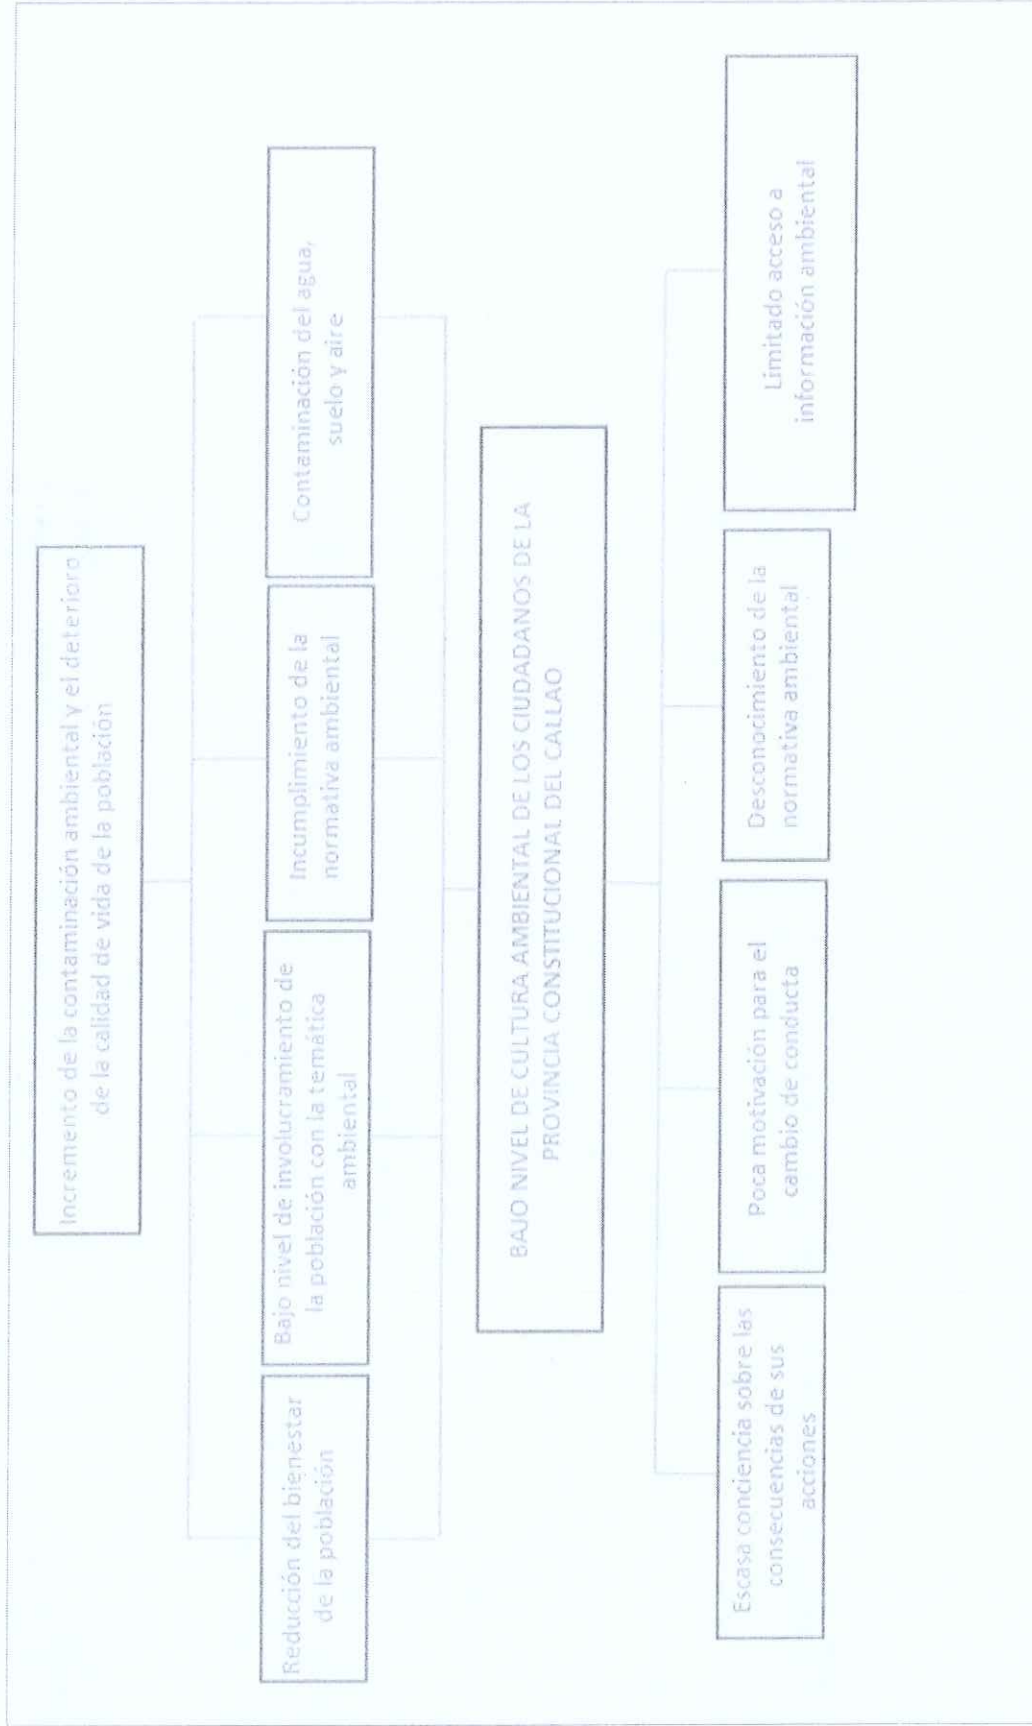 Incremento de la contaminación ambiental y el deterioro
de la calidad de vida de la población
Reducción del bienestar
de la población
Bajo nivel de involucramiento de
la población con la temática
ambiental
Incumplimiento de la
normativa ambiental
Contaminación del agua,
suelo y aire
BAJO NIVEL DE CULTURA AMBIENTAL DE LOS CIUDADANOS DE LA
PROVINCIA CONSTITUCIONAL DEL CALLAO
Escasa conciencia sobre las
consecuencias de sus
acciones
Poca motivación para el
cambio de conducta
Desconocimiento de la
normativa ambiental
Limitado acceso a
información ambiental